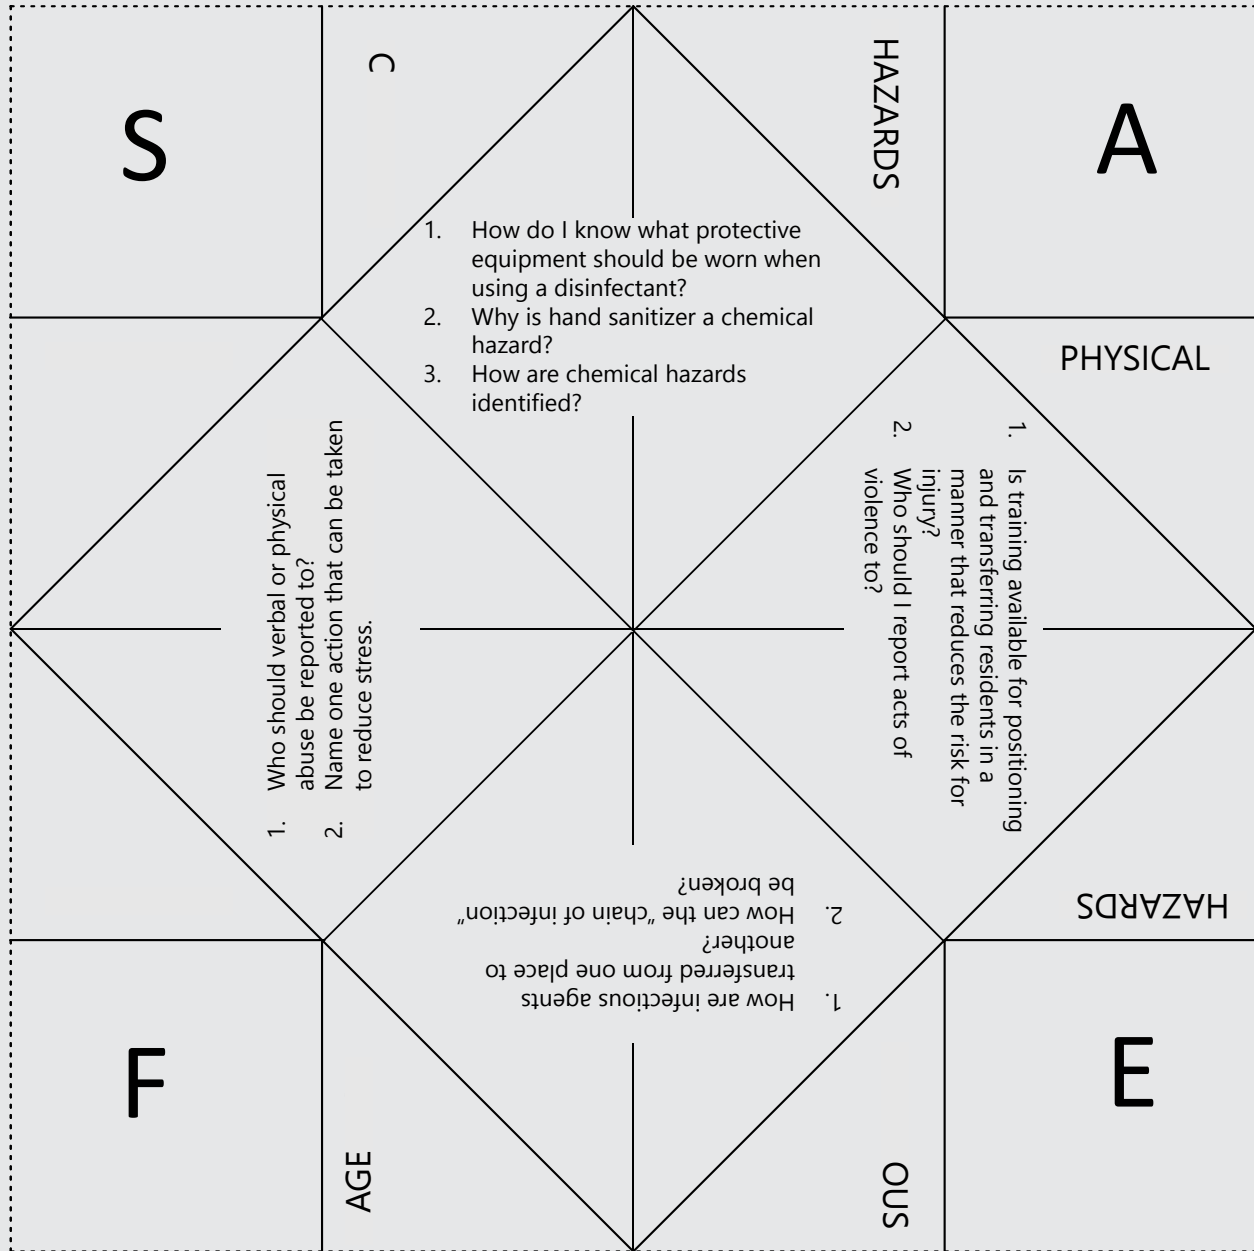 S
C
HAZARDS
A
1. How do I know what protective
equipment should be worn when
using a disinfectant?
2. Why is hand sanitizer a chemical
hazard?
3. How are chemical hazards
identified?
PHYSICAL
1. Is training available for positioning
and transferring residents in a
manner that reduces the risk for
injury?
2. Who should I report acts of
violence to?
HAZARDS
1. Who should verbal or physical
abuse be reported to?
2. Name one action that can be taken
to reduce stress.
1. How are infectious agents
transferred from one place to
another?
2. How can the “chain of infection”
be broken?
F
AGE
OUS
E